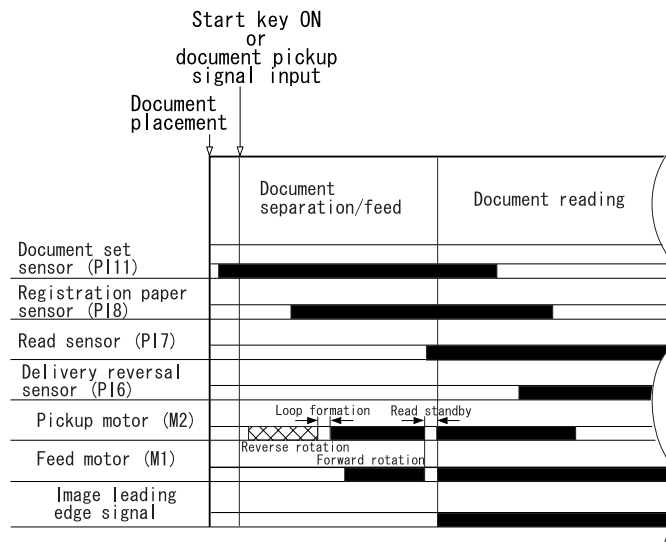 Start key ON
or
document pickup
signal input
Document
placement
Document
separation/feed
Document reading
Document set
sensor (PI11)
Registration paper
sensor (PI8)
Read sensor (PI7)
Delivery reversal
sensor (PI6)
Loop formation
Read standby
Pickup motor (M2)
Reverse rotation
Feed motor (M1)
Forward rotation
Image leading
edge signal